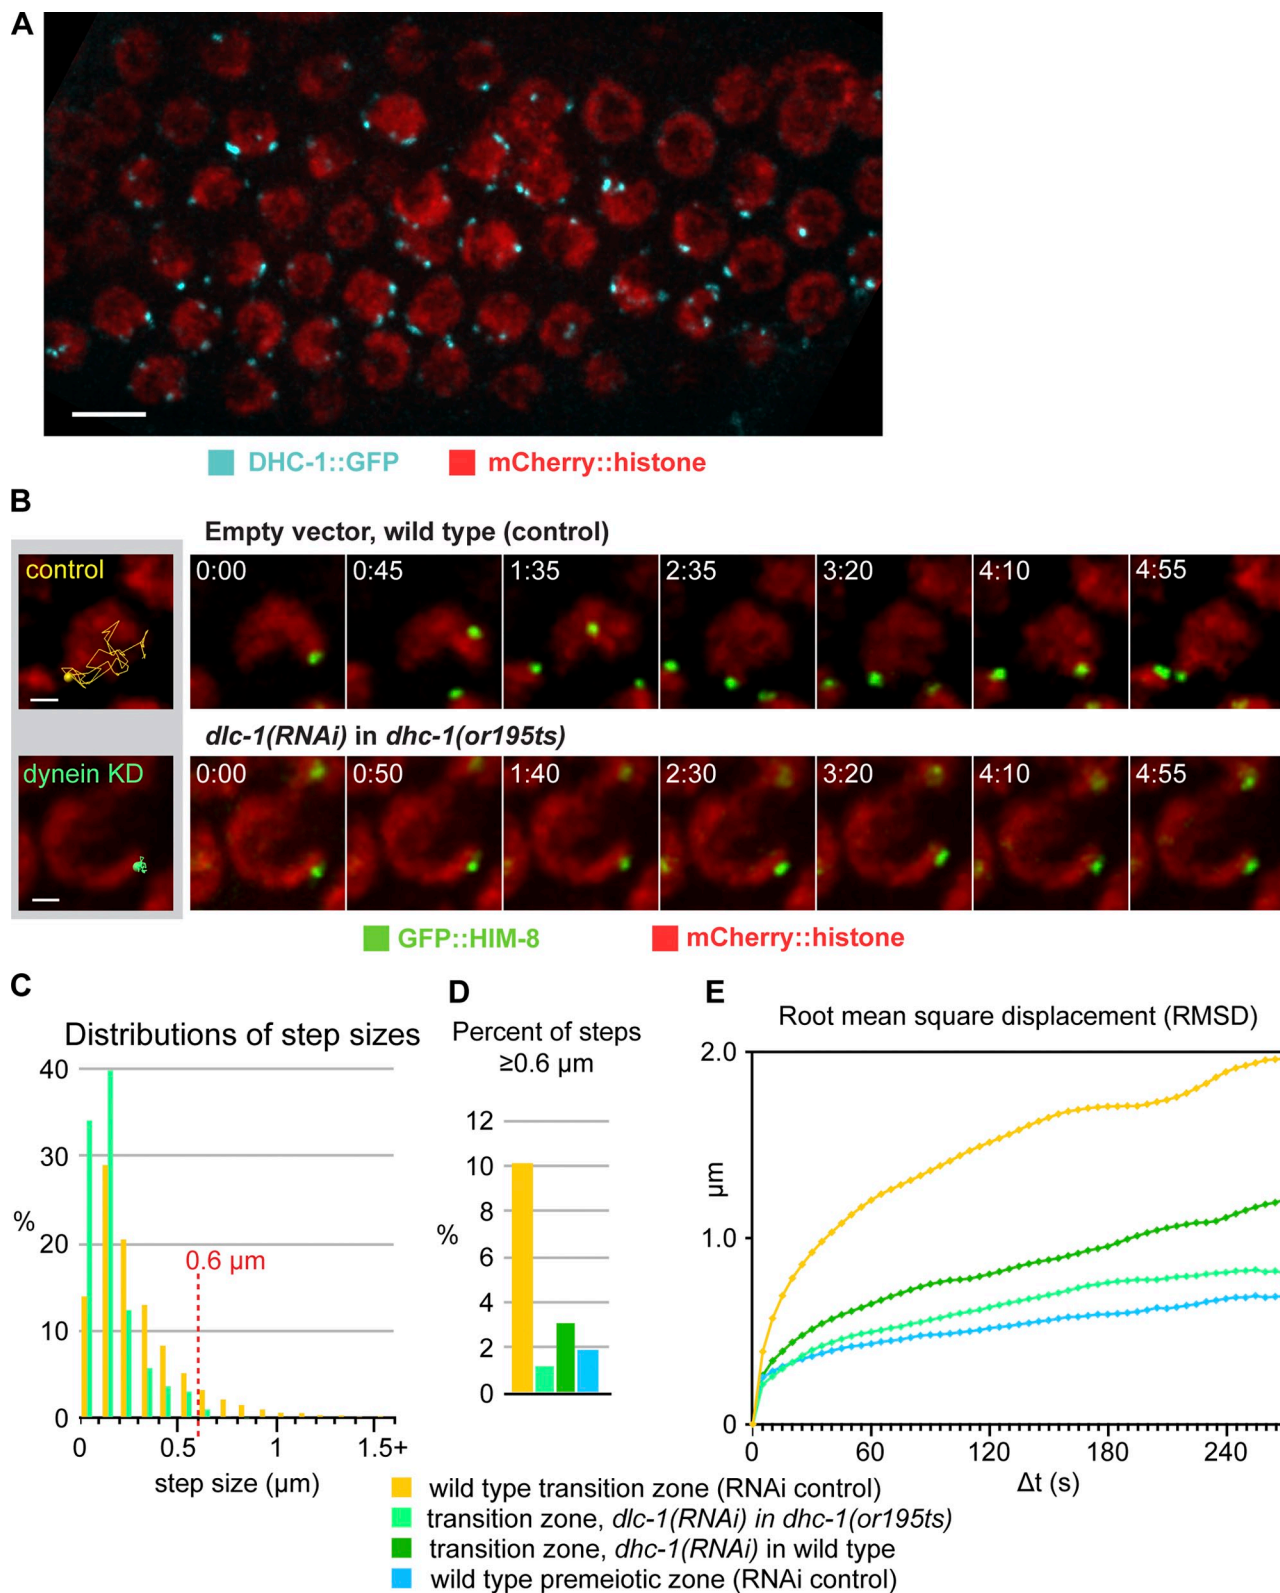 A
DHC-1::GFP mCherry::histone
B
Empty vector, wild type (control)
control 0:00 0:45 1:35 2:35 3:20 4:10 4:55
dlc-1(RNAi) in dhc-1(or195ts)
dynein KD 0:00 0:50 1:40 2:30 3:20 4:10 4:55
GFP::HIM-8 mCherry::histone
C
Distributions of step sizes
40
30
20
10
0
%
0.6 µm
0 0.5 1 1.5+
step size (µm)
D
Percent of steps
≥0.6 µm
12
10
8
6
4
2
0
%
E
Root mean square displacement (RMSD)
2.0
1.0
0
µm
0 60 120 180 240
Δt (s)
wild type transition zone (RNAi control)
transition zone, dlc-1(RNAi) in dhc-1(or195ts)
transition zone, dhc-1(RNAi) in wild type
wild type premeiotic zone (RNAi control)